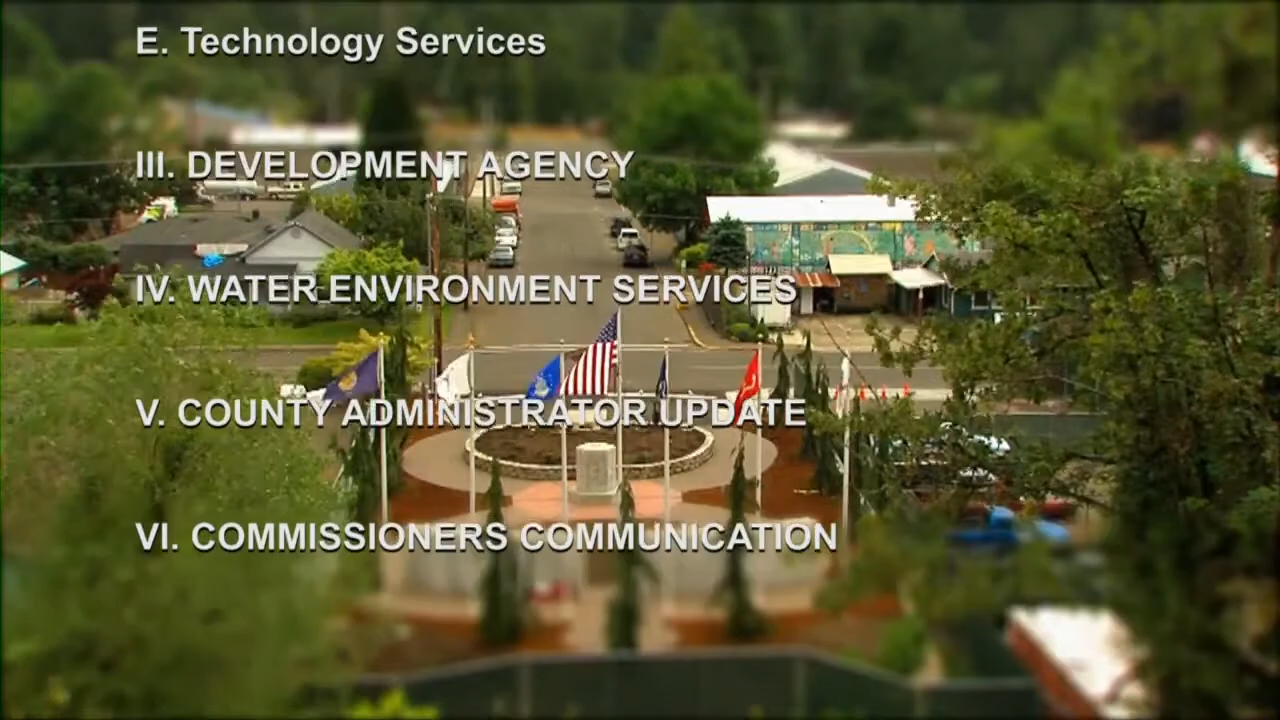 E. Technology Services
III. DEVELOPMENT AGENCY
IV. WATER ENVIRONMENT SERVICES
V. COUNTY ADMINISTRATOR UPDATE
VI. COMMISSIONERS COMMUNICATION